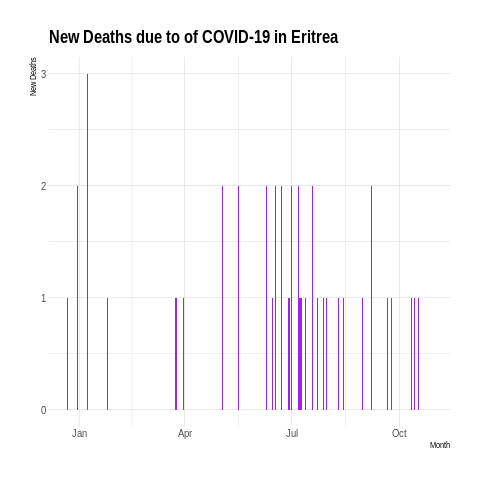 New Deaths due to of COVID-19 in Eritrea
New Deaths
3
2
1
0
Jan Apr Jul Oct
Month